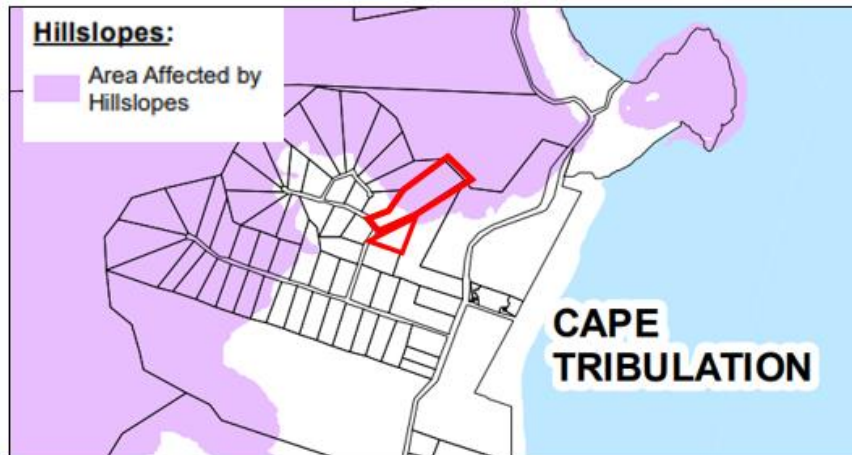 Hillslopes:
Area Affected by
Hillslopes
CAPE
TRIBULATION